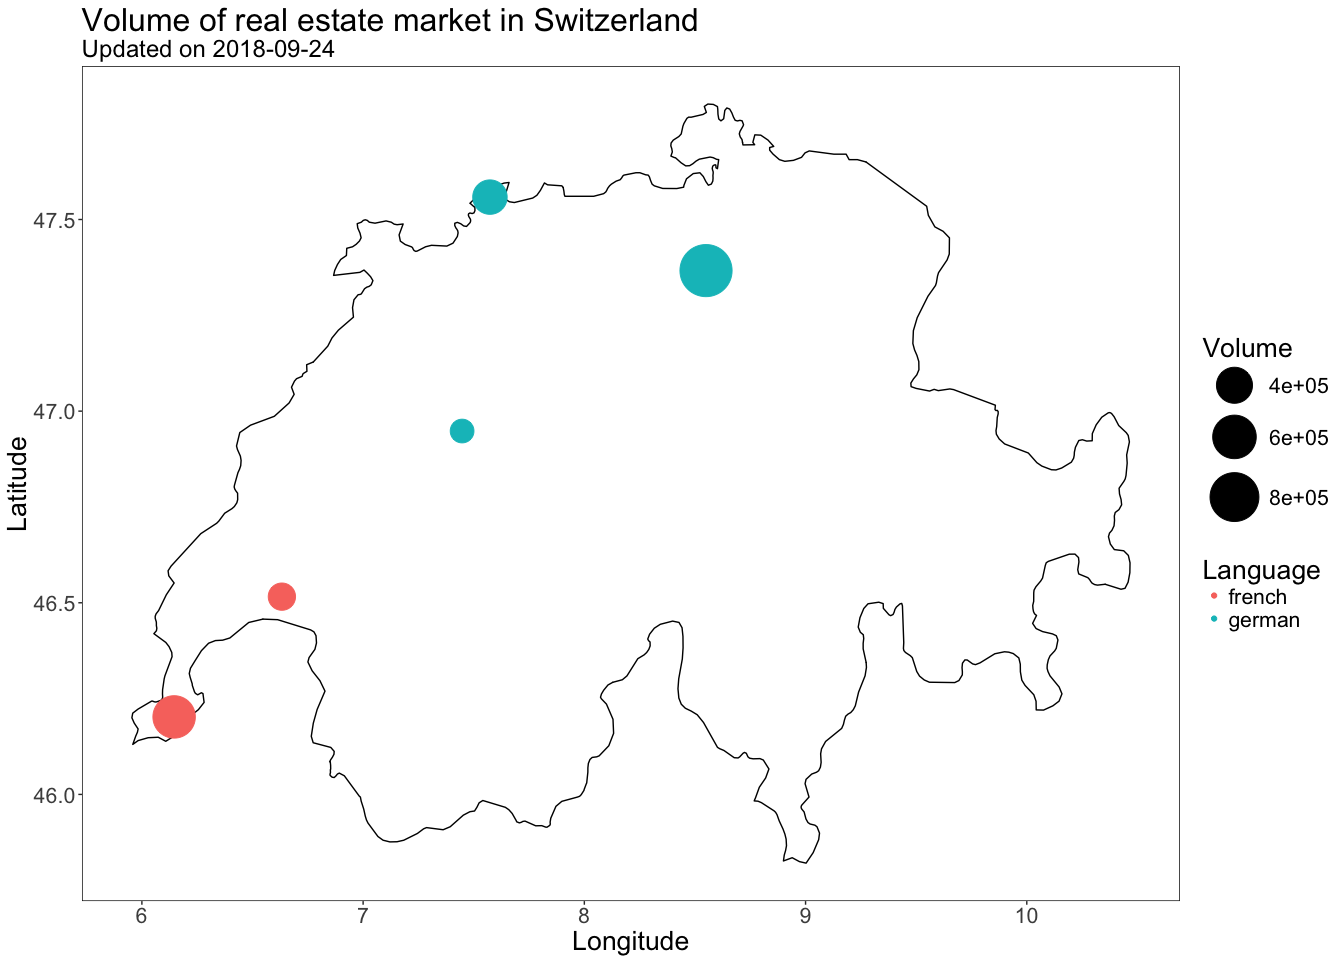 Volume of real estate market in Switzerland
Updated on 2018-09-24
47.5
47.0
46.5
46.0
Latitude
6 7 8 9 10
Longitude
Volume
4e+05
6e+05
8e+05
Language
french
german